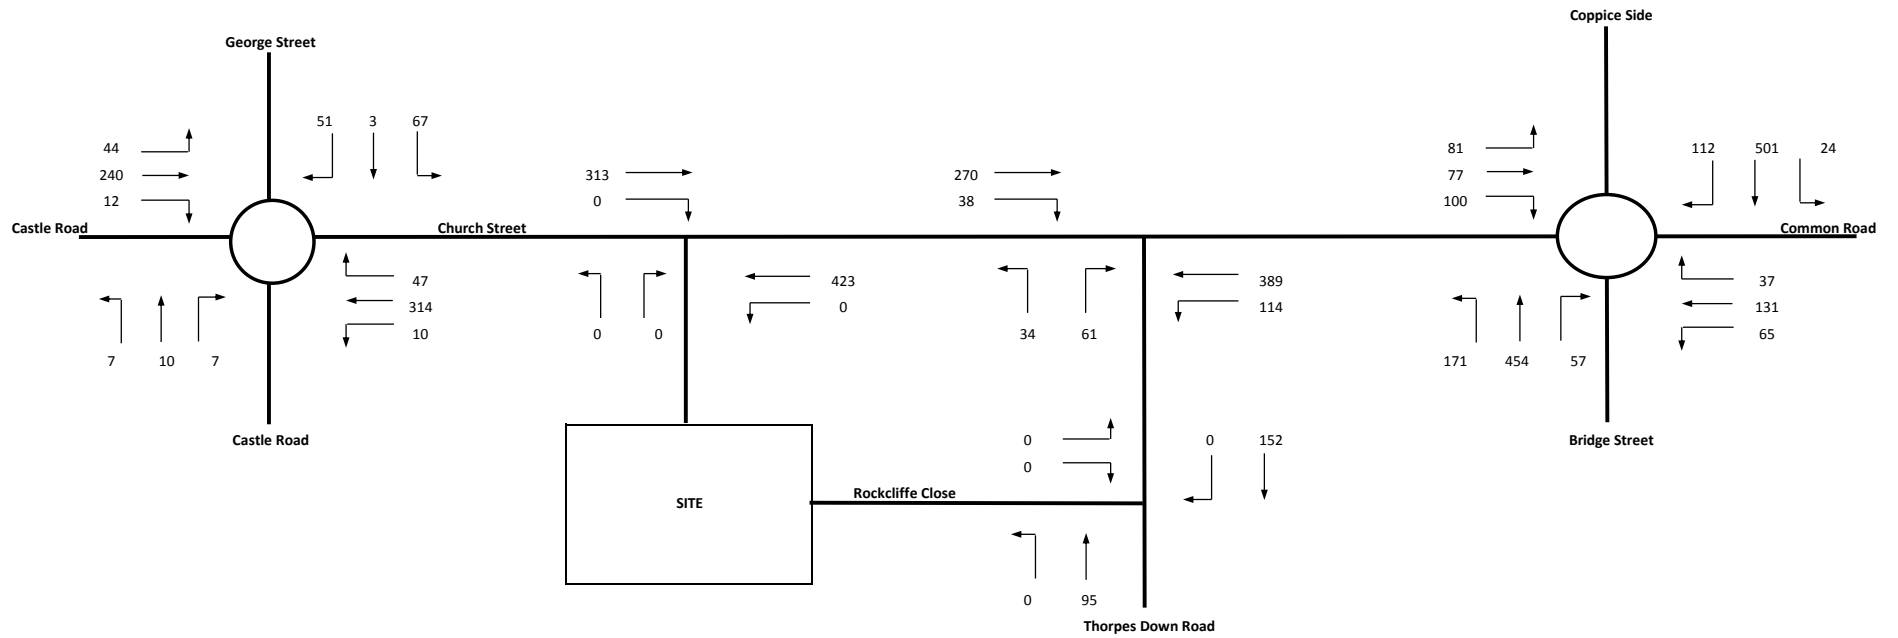 Coppice Side
George Street
51 3 67
44
240
12
313
0
270
38
81
77
100
112 501 24
Castle Road
Church Street
Common Road
47
314
10
7 10 7
0 0
423
0
34 61
389
114
171 454 57
37
131
65
Castle Road
Bridge Street
0
0
0 152
SITE
Rockcliffe Close
0 95
Thorpes Down Road